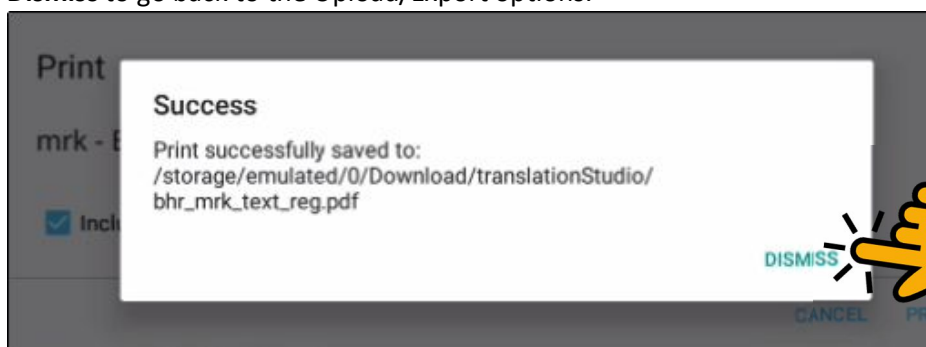 Dismiss to go back to the Upload/Export options.
Print
Success
mrk - 
Print successfully saved to:
/storage/emulated/0/Download/translationStudio/
bhr_mrk_text_reg.pdf
Inclu
DISMISS
CANCEL PR